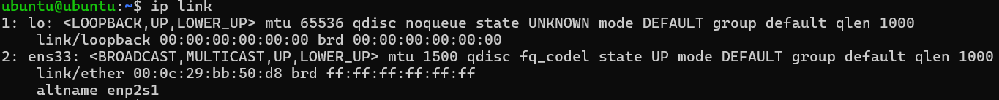 ubuntu@ubuntu:~$ ip link
1: lo: <LOOPBACK,UP,LOWER_UP> mtu 65536 qdisc noqueue state UNKNOWN mode DEFAULT group default qlen 1000
    link/loopback 00:00:00:00:00:00 brd 00:00:00:00:00:00
2: ens33: <BROADCAST,MULTICAST,UP,LOWER_UP> mtu 1500 qdisc fq_codel state UP mode DEFAULT group default qlen 1000
    link/ether 00:0c:29:bb:50:d8 brd ff:ff:ff:ff:ff:ff
    altname enp2s1